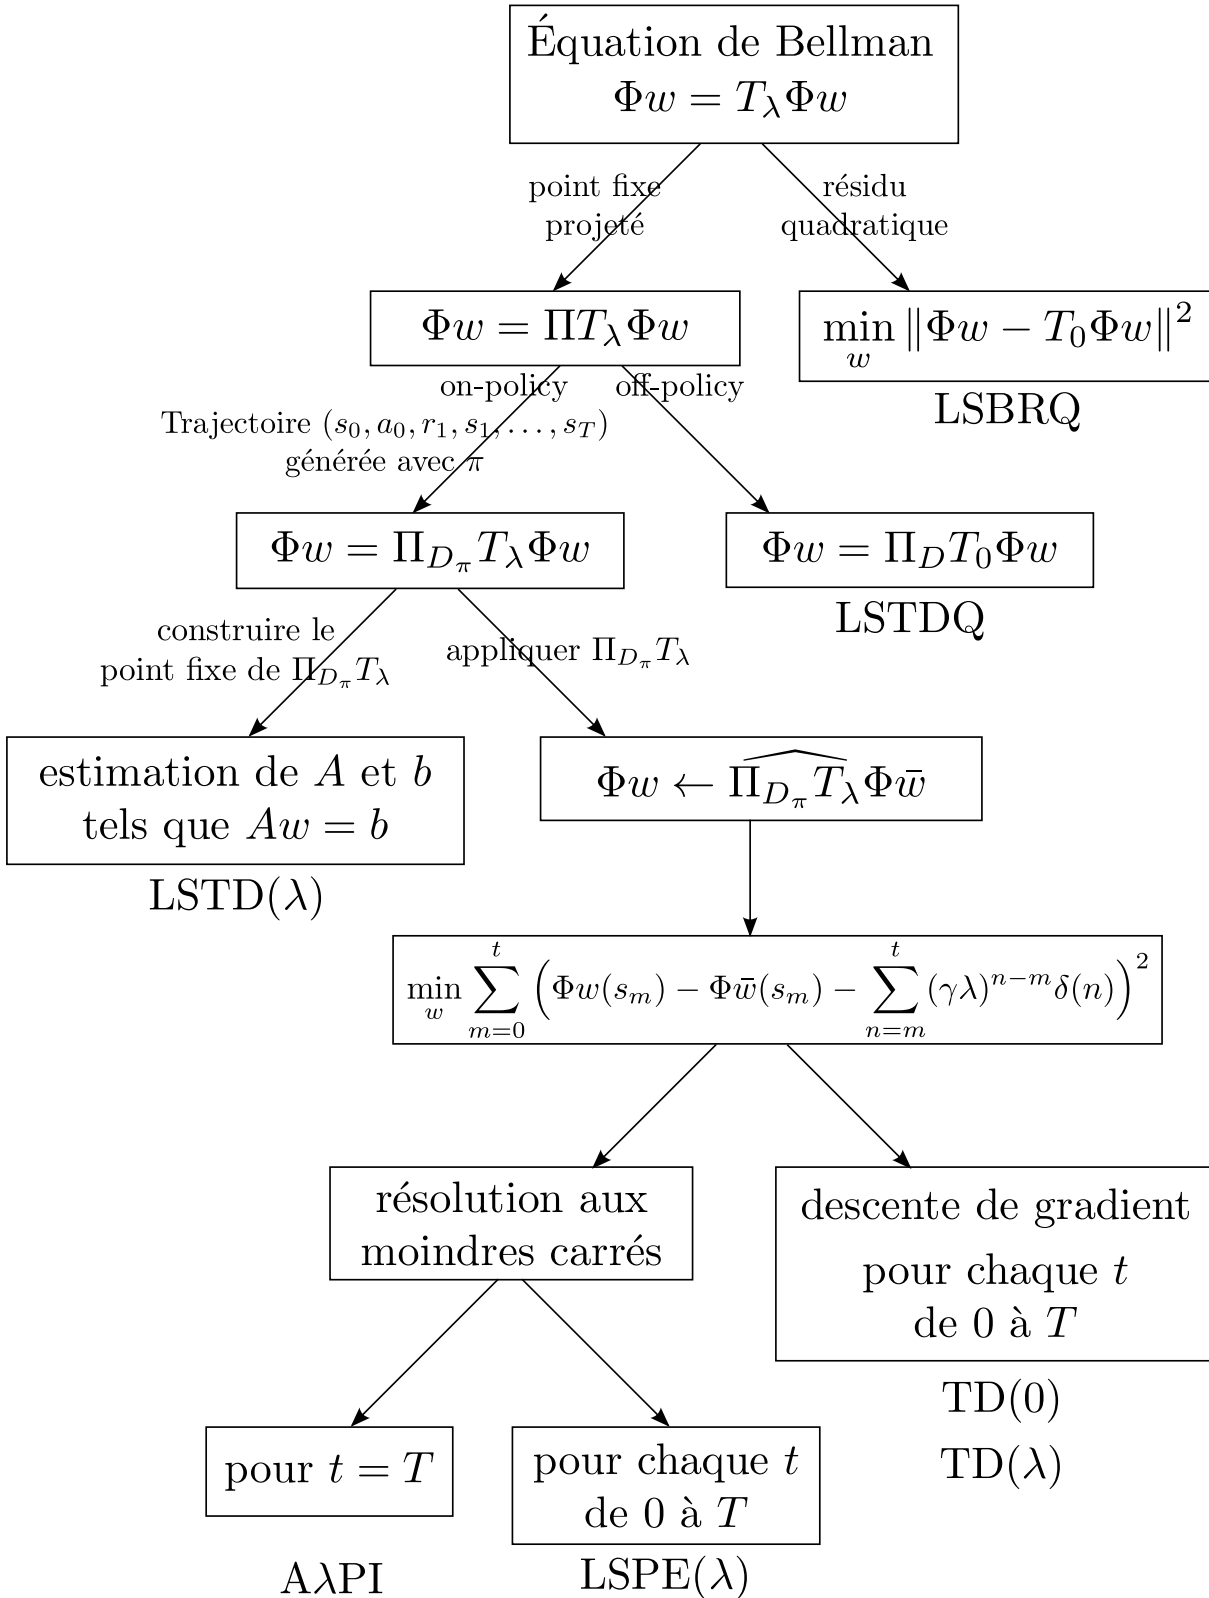 Équation de Bellman
Φw = T_λΦw
point fixe
projeté
résidu
quadratique
Φw = ΠT_λΦw
min_w ‖Φw − T_0Φw‖²
LSBRQ
on-policy
off-policy
Trajectoire (s_0, a_0, r_1, s_1, …, s_T)
générée avec π
Φw = Π_{D_π}T_λΦw
Φw = Π_D T_0Φw
LSTDQ
construire le
point fixe de Π_{D_π}T_λ
appliquer Π_{D_π}T_λ
estimation de A et b
tels que Aw = b
LSTD(λ)
Φw ← \widehat{Π_{D_π}T_λ}Φw̄
min_w ∑_{m=0}^{t} (Φw(s_m) − Φw̄(s_m) − ∑_{n=m}^{t} (γλ)^{n−m}δ(n))²
résolution aux
moindres carrés
descente de gradient
pour chaque t
de 0 à T
TD(0)
TD(λ)
pour t = T
AλPI
pour chaque t
de 0 à T
LSPE(λ)